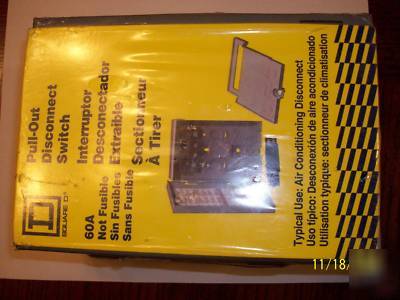 Pull-Out
Disconnect
Switch
Interruptor
Desconectador
Extraible
Sectionneur
À Tirer
60A
Not Fusible
Sin Fusibles
Sans Fusible
D
SQUARE D
Typical Use: Air Conditioning Disconnect
Uso típico: Desconexión de aire acondicionado
Utilisation typique: sectionneur de climatisation
11/18/